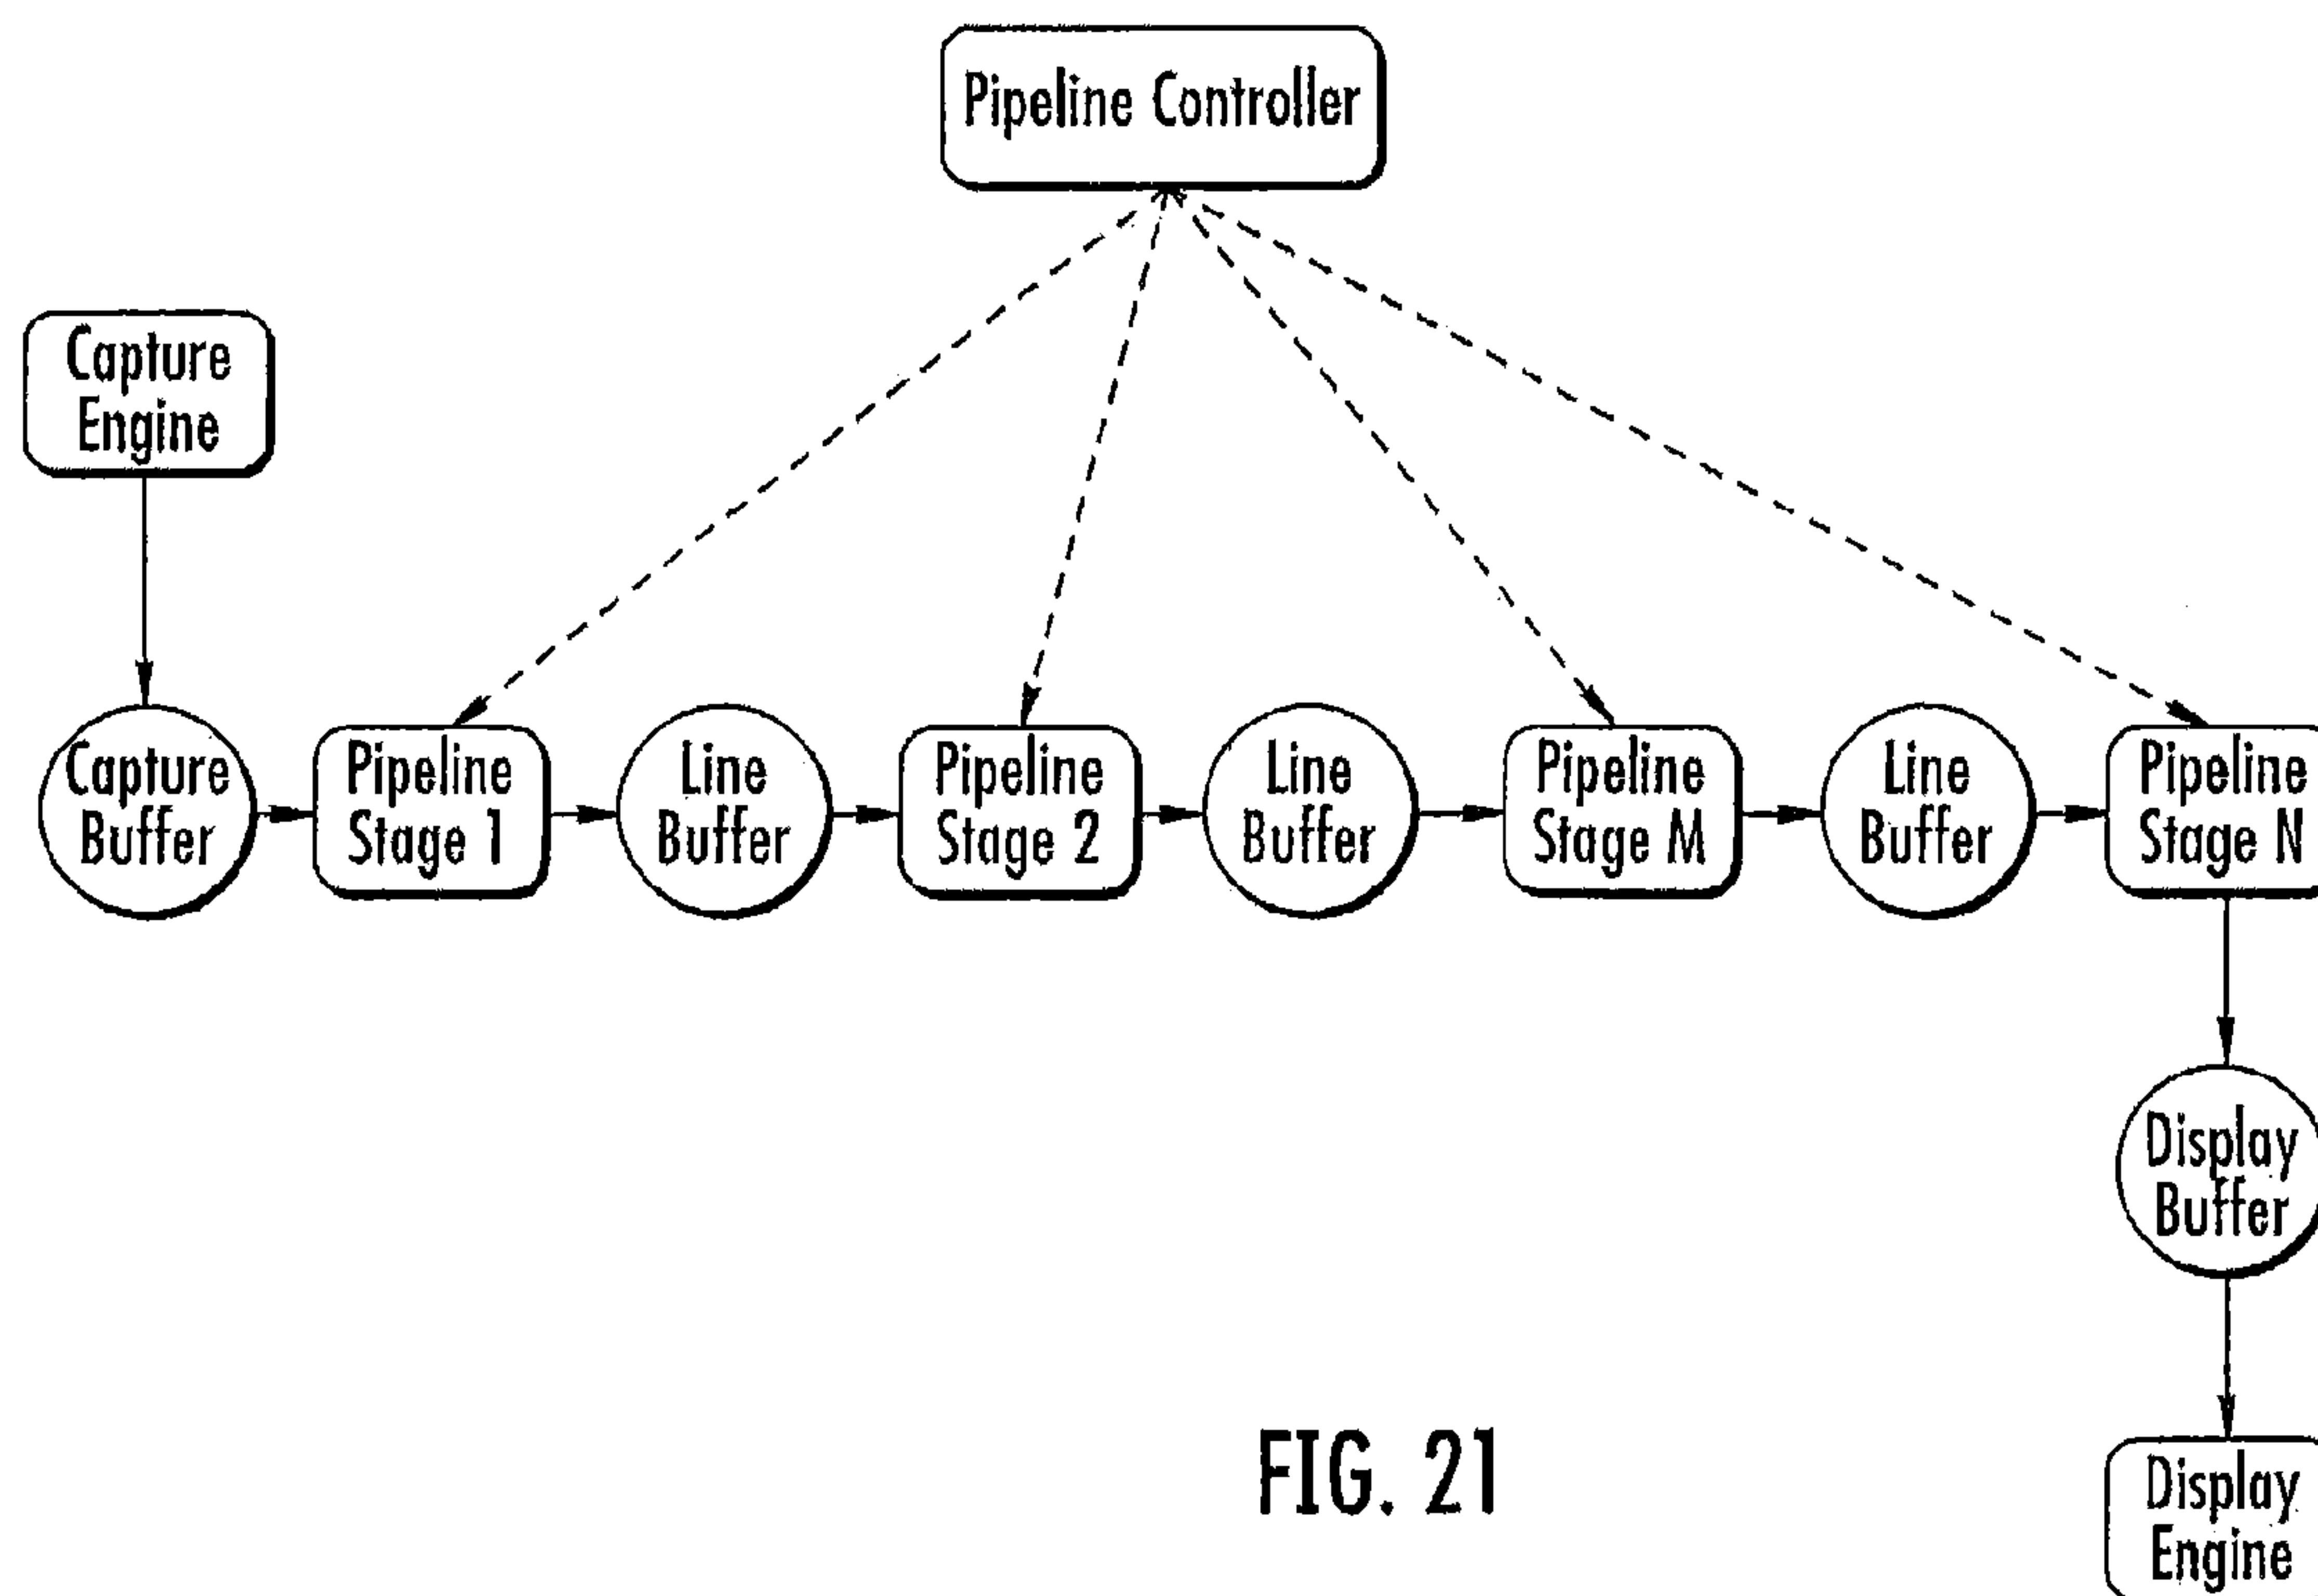 Pipeline Controller
Capture
Engine
Capture
Buffer
Pipeline
Stage 1
Line
Buffer
Pipeline
Stage 2
Line
Buffer
Pipeline
Stage M
Line
Buffer
Pipeline
Stage N
Display
Buffer
Display
Engine
FIG. 21